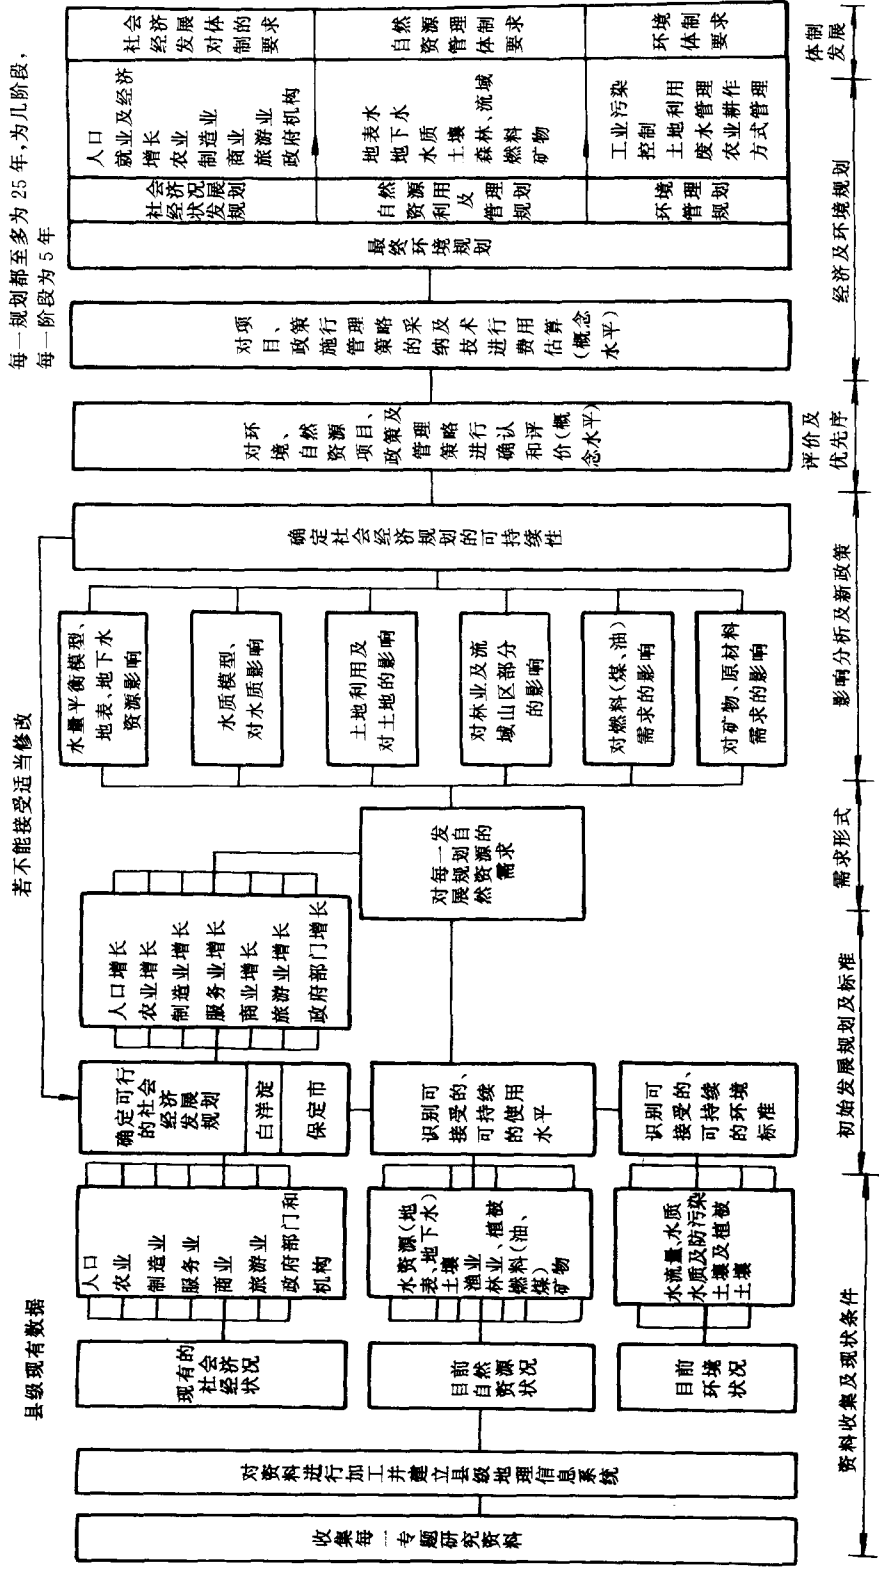 收集每一专题研究资料
对资料进行加工并建立县级地理信息系统
县级现有数据
现有的
社会
经济
状况
目前
自然
资源
状况
目前
环境
状况
人口
农业
制造业
服务业
商业
旅游业
政府部门和
机构
水资源(地
表、地下水)
土壤
渔业
林业、植被
燃料(油、
煤)
矿物
水流量、水质
水质及防污染
土壤及植被
土壤
确定可行
的社会
经济
发展
规划
白洋淀
保定市
识别可
接受的、
可持续
的使用
水平
识别可
接受的、
可持续
的环境
标准
人口增长
农业增长
制造业增长
服务业增长
商业增长
旅游业增长
政府部门增长
对每一发
展规划自
然资源的
需求
若不能接受适当修改
水量平衡模型、
地表、地下水
资源影响
水质模型、
对水质影响
土地利用及
对土地的影响
对林业及流
域山区部分
的影响
对燃料(煤、油)
需求的影响
对矿物、原材料
需求的影响
确定社会经济规划的可持续性
对环
境、
自然
资源
项目、
政策及
管理
策略
进行
确认
和评
价(概
念水平)
对项
目、
政策
施行
管理
策略
的采
纳及
技术
进行
费用
估算
(概念
水平)
每一规划都至多为25年,为几阶段,
每一阶段为5年
最终环境规划
社会
经济
状况
发展
规划
自然
资源
利用
及
管理
规划
环境
管理
规划
人口
就业及经济
增长
农业
制造业
商业
旅游业
政府机构
地表水
地下水
水质
土壤
森林、流域
燃料
矿物
工业污染
控制
土地利用
废水管理
农业耕作
方式管理
社会
经济
发展
对体
制的
要求
自然
资源
管理
体制
要求
环境
体制
要求
资料收集及现状条件
初始发展规划及标准
需求形式
影响分析及新政策
评价及
优先序
经济及环境规划
体制
发展